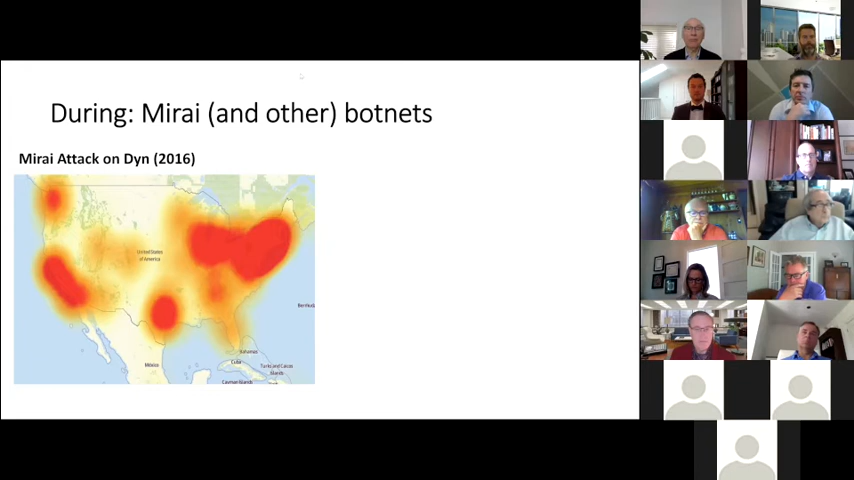 During: Mirai (and other) botnets
Mirai Attack on Dyn (2016)
United States
of America
Bermuda
Bahamas
México
Cuba
Turks and Caicos
Islands
Cayman Islands